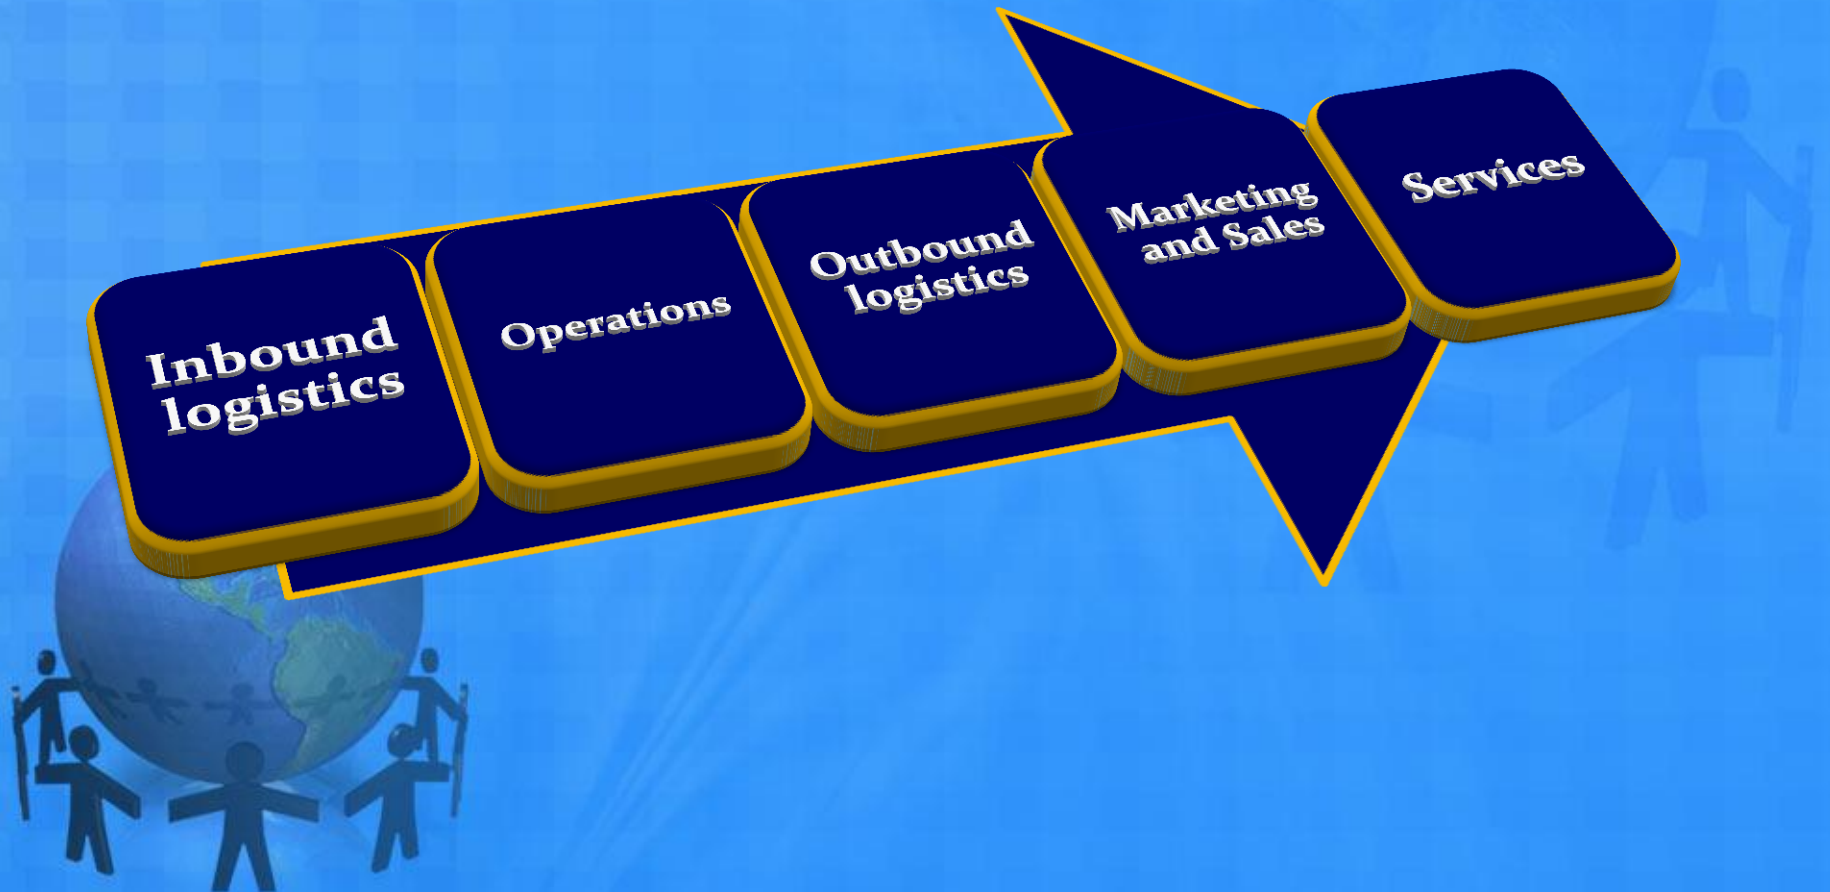 Inbound
logistics
Operations
Outbound
logistics
Marketing
and Sales
Services